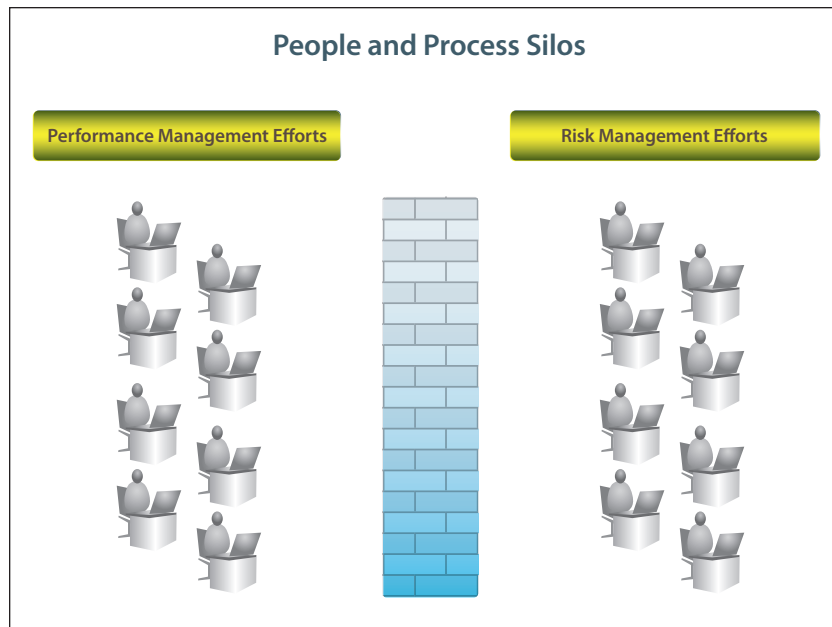 People and Process Silos
Performance Management Efforts
Risk Management Efforts